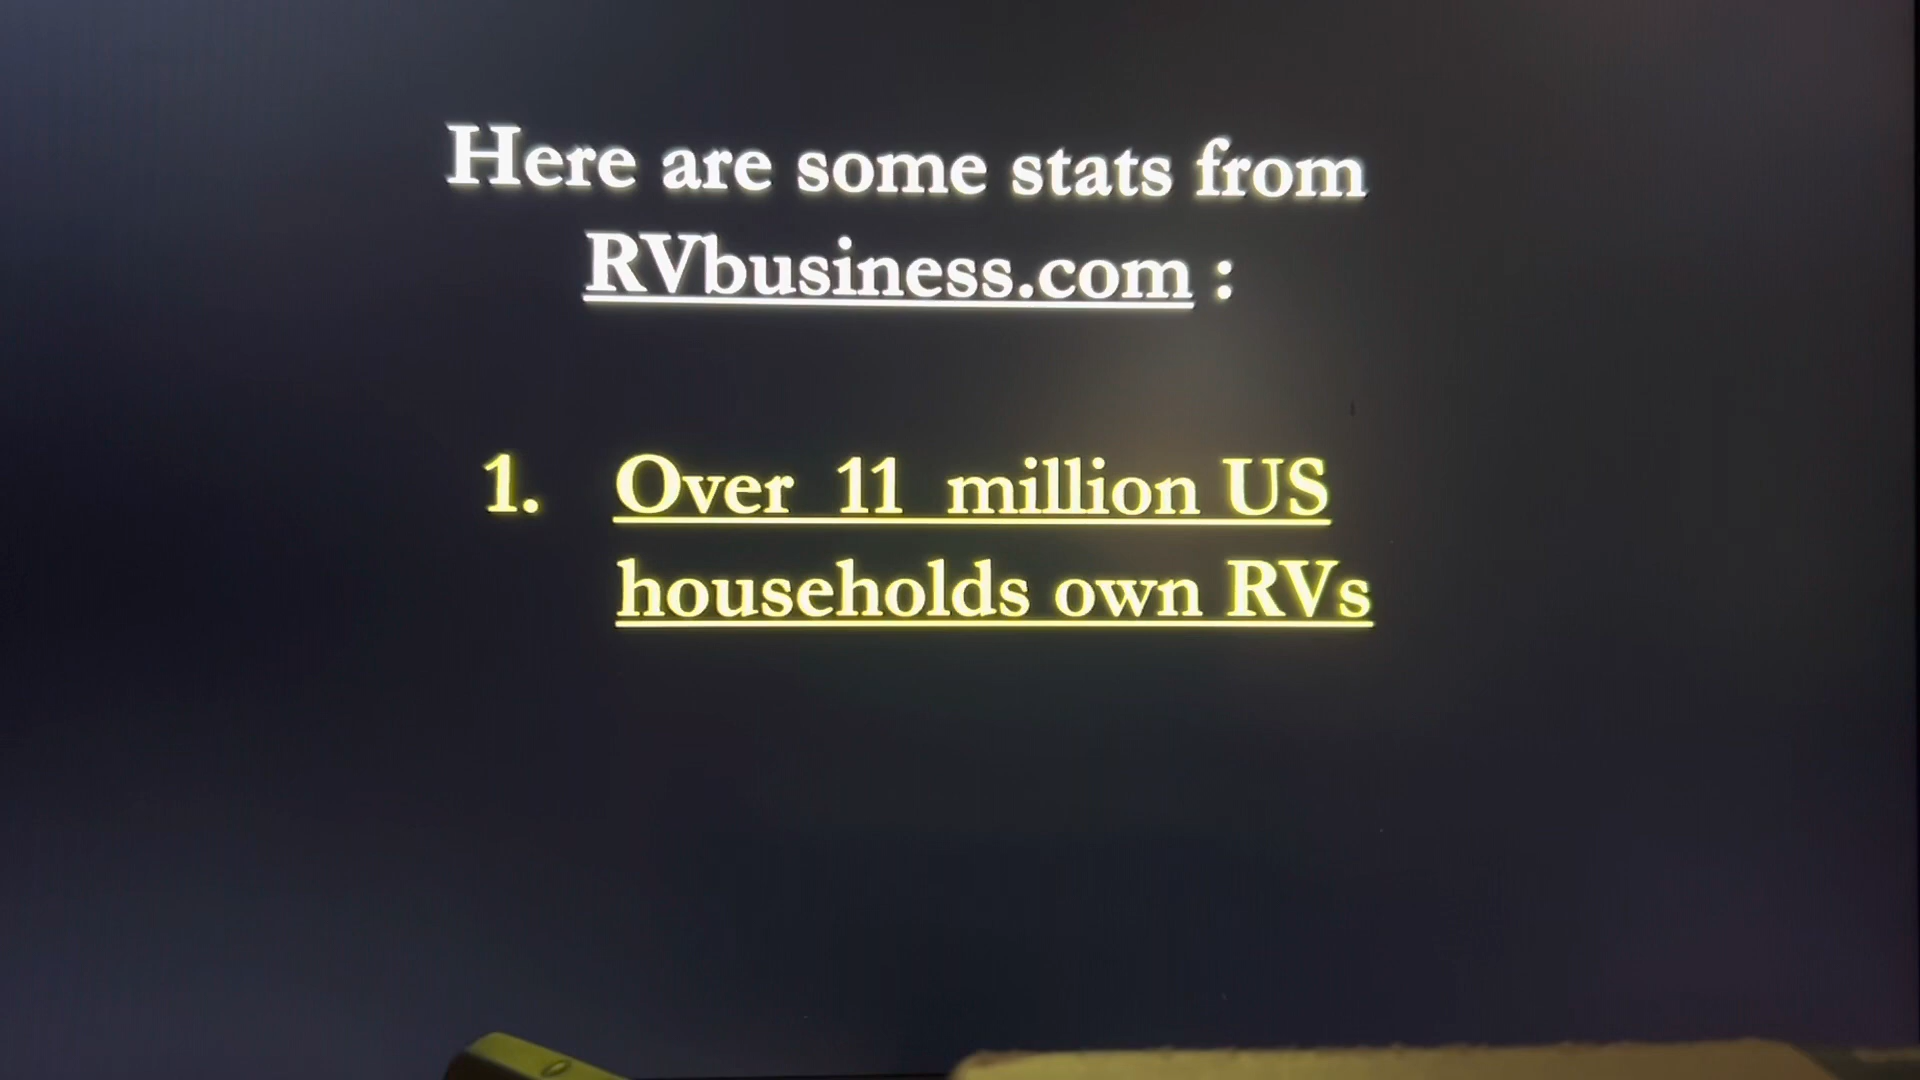 Here are some stats from
RVbusiness.com :
1. Over 11 million US
households own RVs